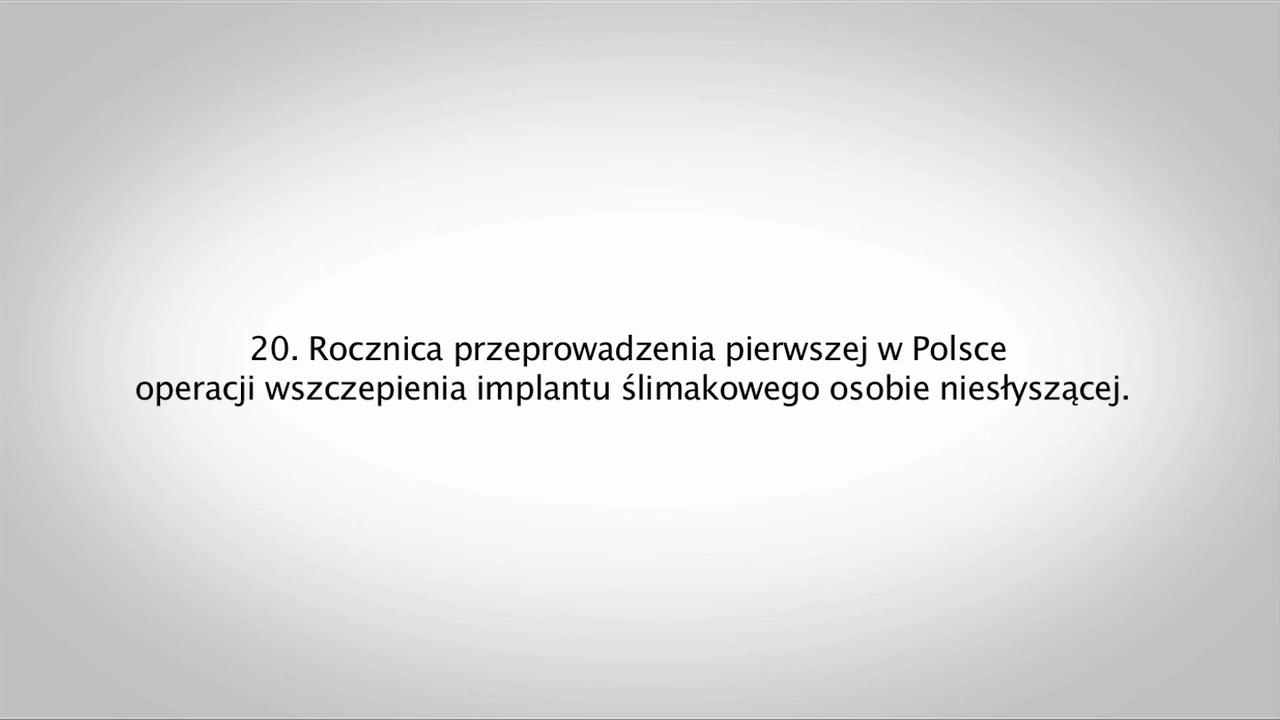 20. Rocznica przeprowadzenia pierwszej w Polsce
operacji wszczepienia implantu ślimakowego osobie niesłyszącej.